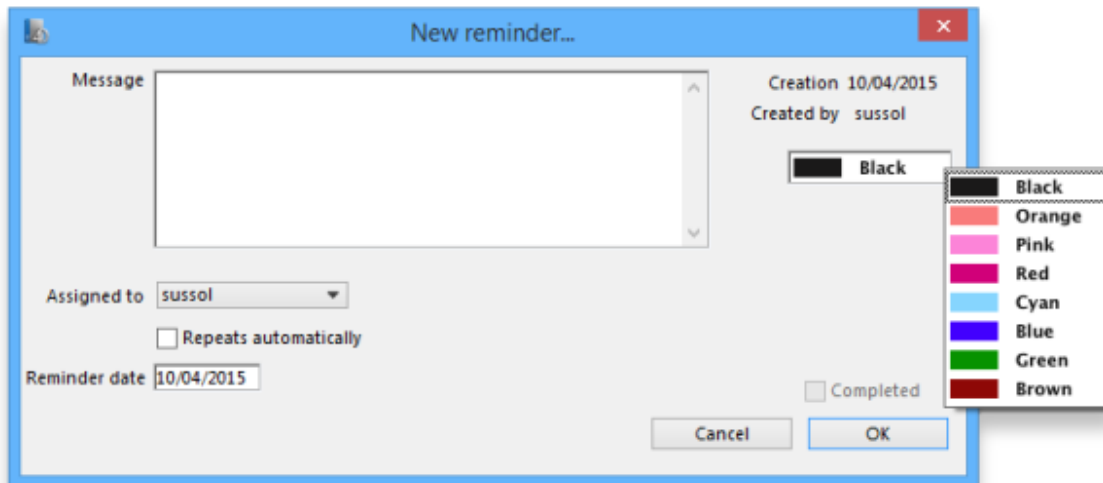 New reminder...
Message
Creation 10/04/2015
Created by sussol
Black
Black
Orange
Pink
Red
Cyan
Blue
Green
Brown
Assigned to sussol
Repeats automatically
Reminder date 10/04/2015
Completed
Cancel OK